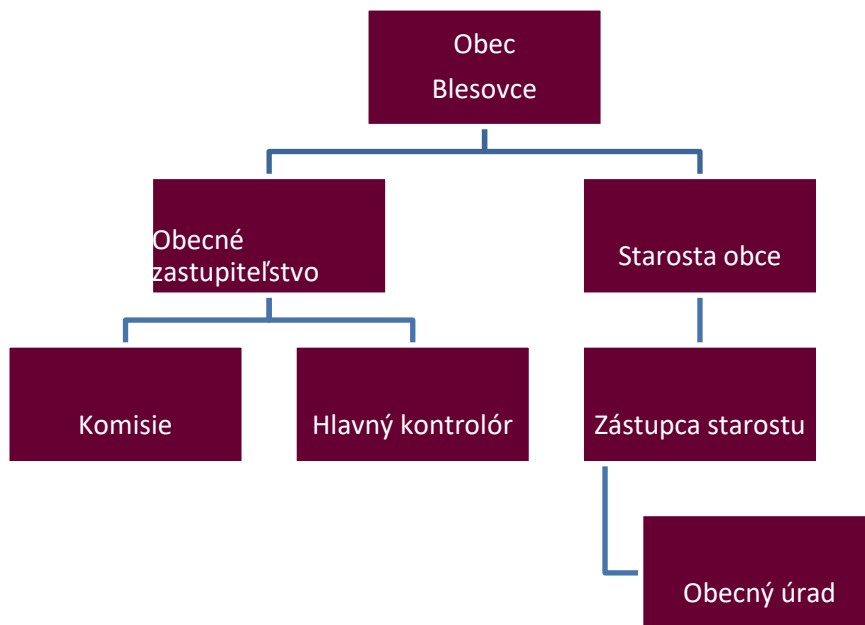 Obec
Blesovce
Obecné
zastupiteľstvo
Starosta obce
Komisie
Hlavný kontrolór
Zástupca starostu
Obecný úrad